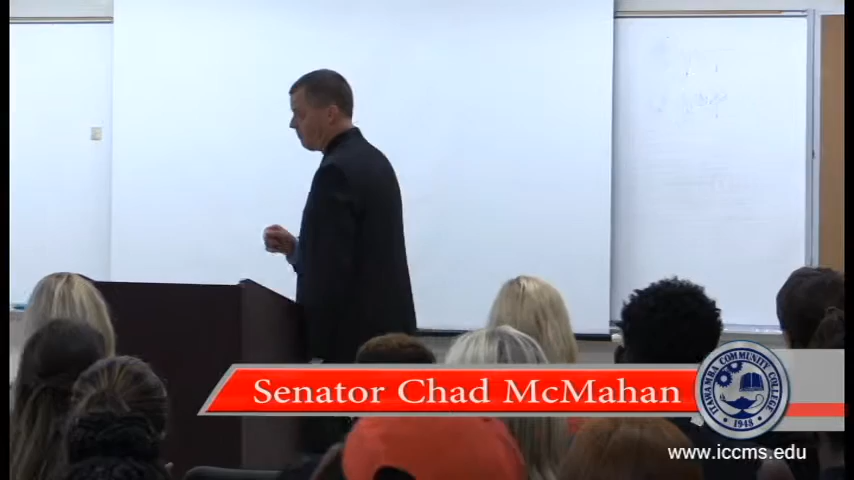 Senator Chad McMahan
ITAWAMBA COMMUNITY COLLEGE
1948
www.iccms.edu